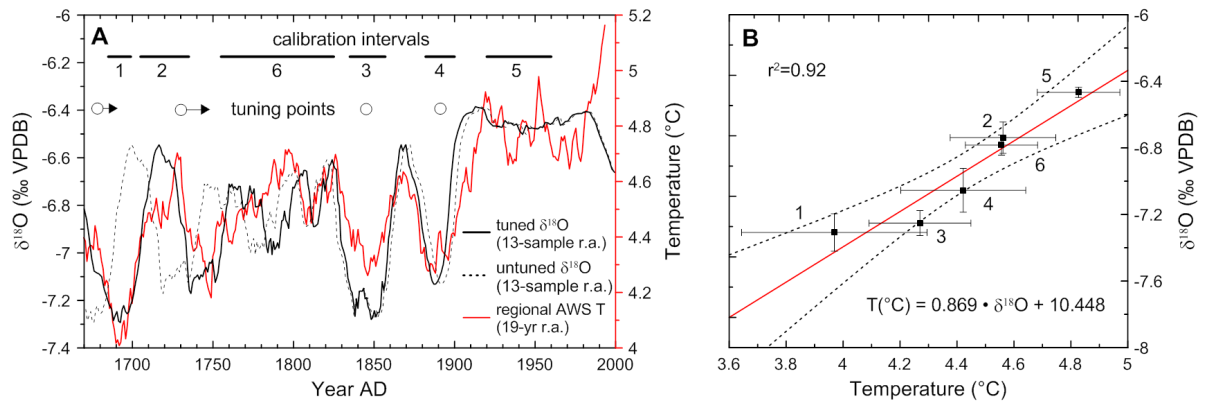 A
calibration intervals
1 2 6 3 4 5
tuning points
tuned δ18O
(13-sample r.a.)
untuned δ18O
(13-sample r.a.)
regional AWS T
(19-yr r.a.)
-6
-6.2
-6.4
-6.6
-6.8
-7
-7.2
-7.4
δ18O (‰ VPDB)
1700 1750 1800 1850 1900 1950 2000
Year AD
5.2
5
4.8
4.6
4.4
4.2
4
Temperature (°C)
B
r²=0.92
5
2
6
1
4
3
T(°C) = 0.869 • δ18O + 10.448
3.6 4 4.2 4.4 4.6 4.8 5
Temperature (°C)
-6
-6.4
-6.8
-7.2
-7.6
-8
δ18O (‰ VPDB)